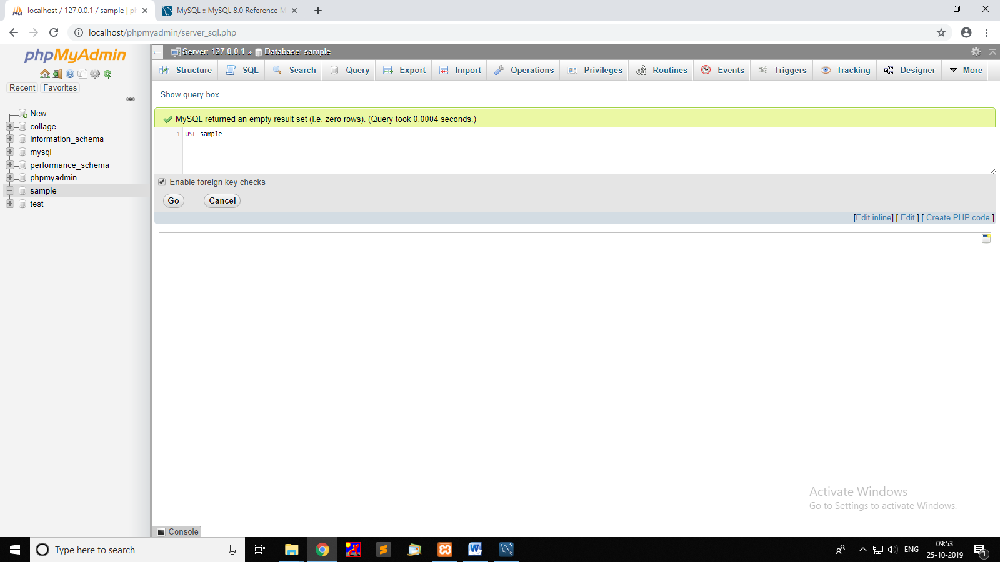 localhost / 127.0.0.1 / sample | ph
MySQL :: MySQL 8.0 Reference M
localhost/phpmyadmin/server_sql.php
phpMyAdmin
Recent Favorites
New
collage
information_schema
mysql
performance_schema
phpmyadmin
sample
test
Server: 127.0.0.1 » Database: sample
Structure SQL Search Query Export Import Operations Privileges Routines Events Triggers Tracking Designer More
Show query box
MySQL returned an empty result set (i.e. zero rows). (Query took 0.0004 seconds.)
1 USE sample
Enable foreign key checks
Go Cancel
[Edit inline] [ Edit ] [ Create PHP code ]
Activate Windows
Go to Settings to activate Windows.
Console
Type here to search
ENG
09:53
25-10-2019
1